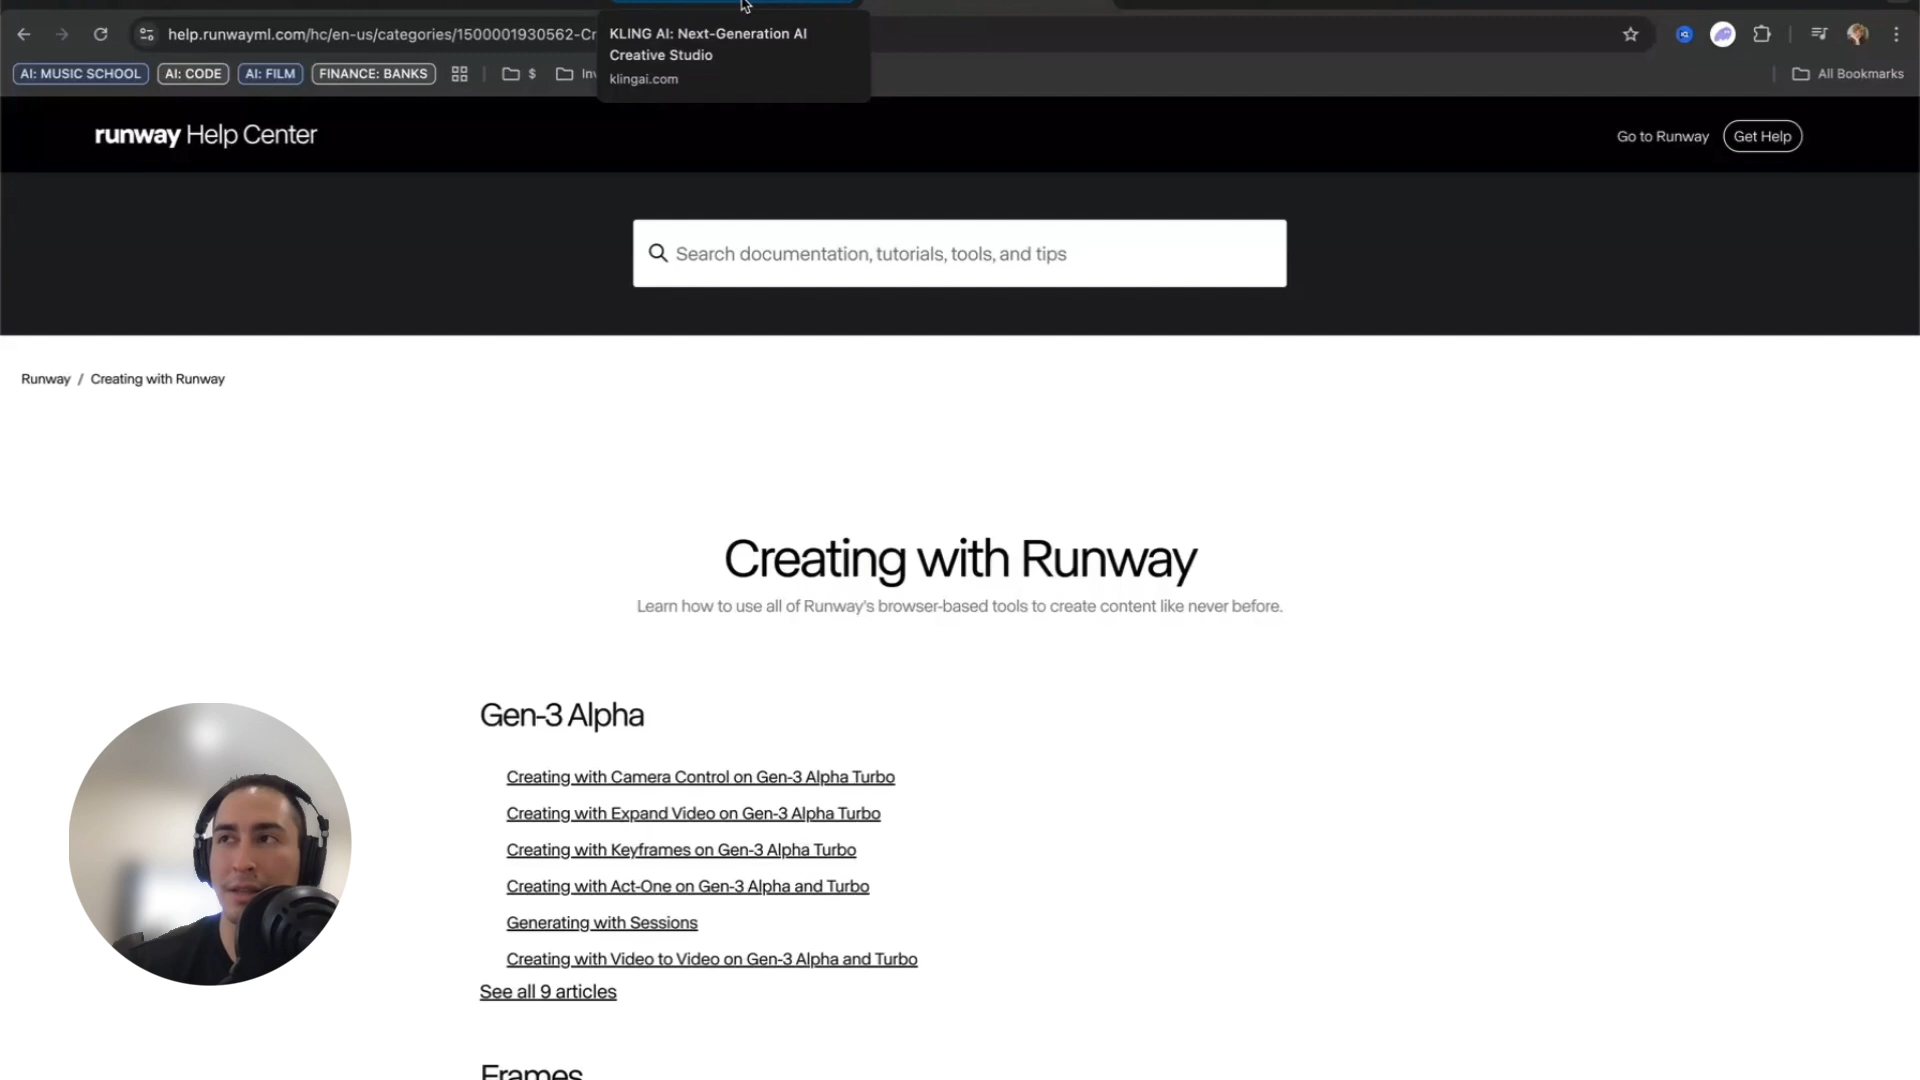 help.runwayml.com/hc/en-us/categories/1500001930562-Cr
KLING AI: Next-Generation AI
Creative Studio
klingai.com
AI: MUSIC SCHOOL
AI: CODE
AI: FILM
FINANCE: BANKS
$
Inv
All Bookmarks
runway Help Center
Go to Runway
Get Help
Search documentation, tutorials, tools, and tips
Runway / Creating with Runway
Creating with Runway
Learn how to use all of Runway's browser-based tools to create content like never before.
Gen-3 Alpha
Creating with Camera Control on Gen-3 Alpha Turbo
Creating with Expand Video on Gen-3 Alpha Turbo
Creating with Keyframes on Gen-3 Alpha Turbo
Creating with Act-One on Gen-3 Alpha and Turbo
Generating with Sessions
Creating with Video to Video on Gen-3 Alpha and Turbo
See all 9 articles
Frames